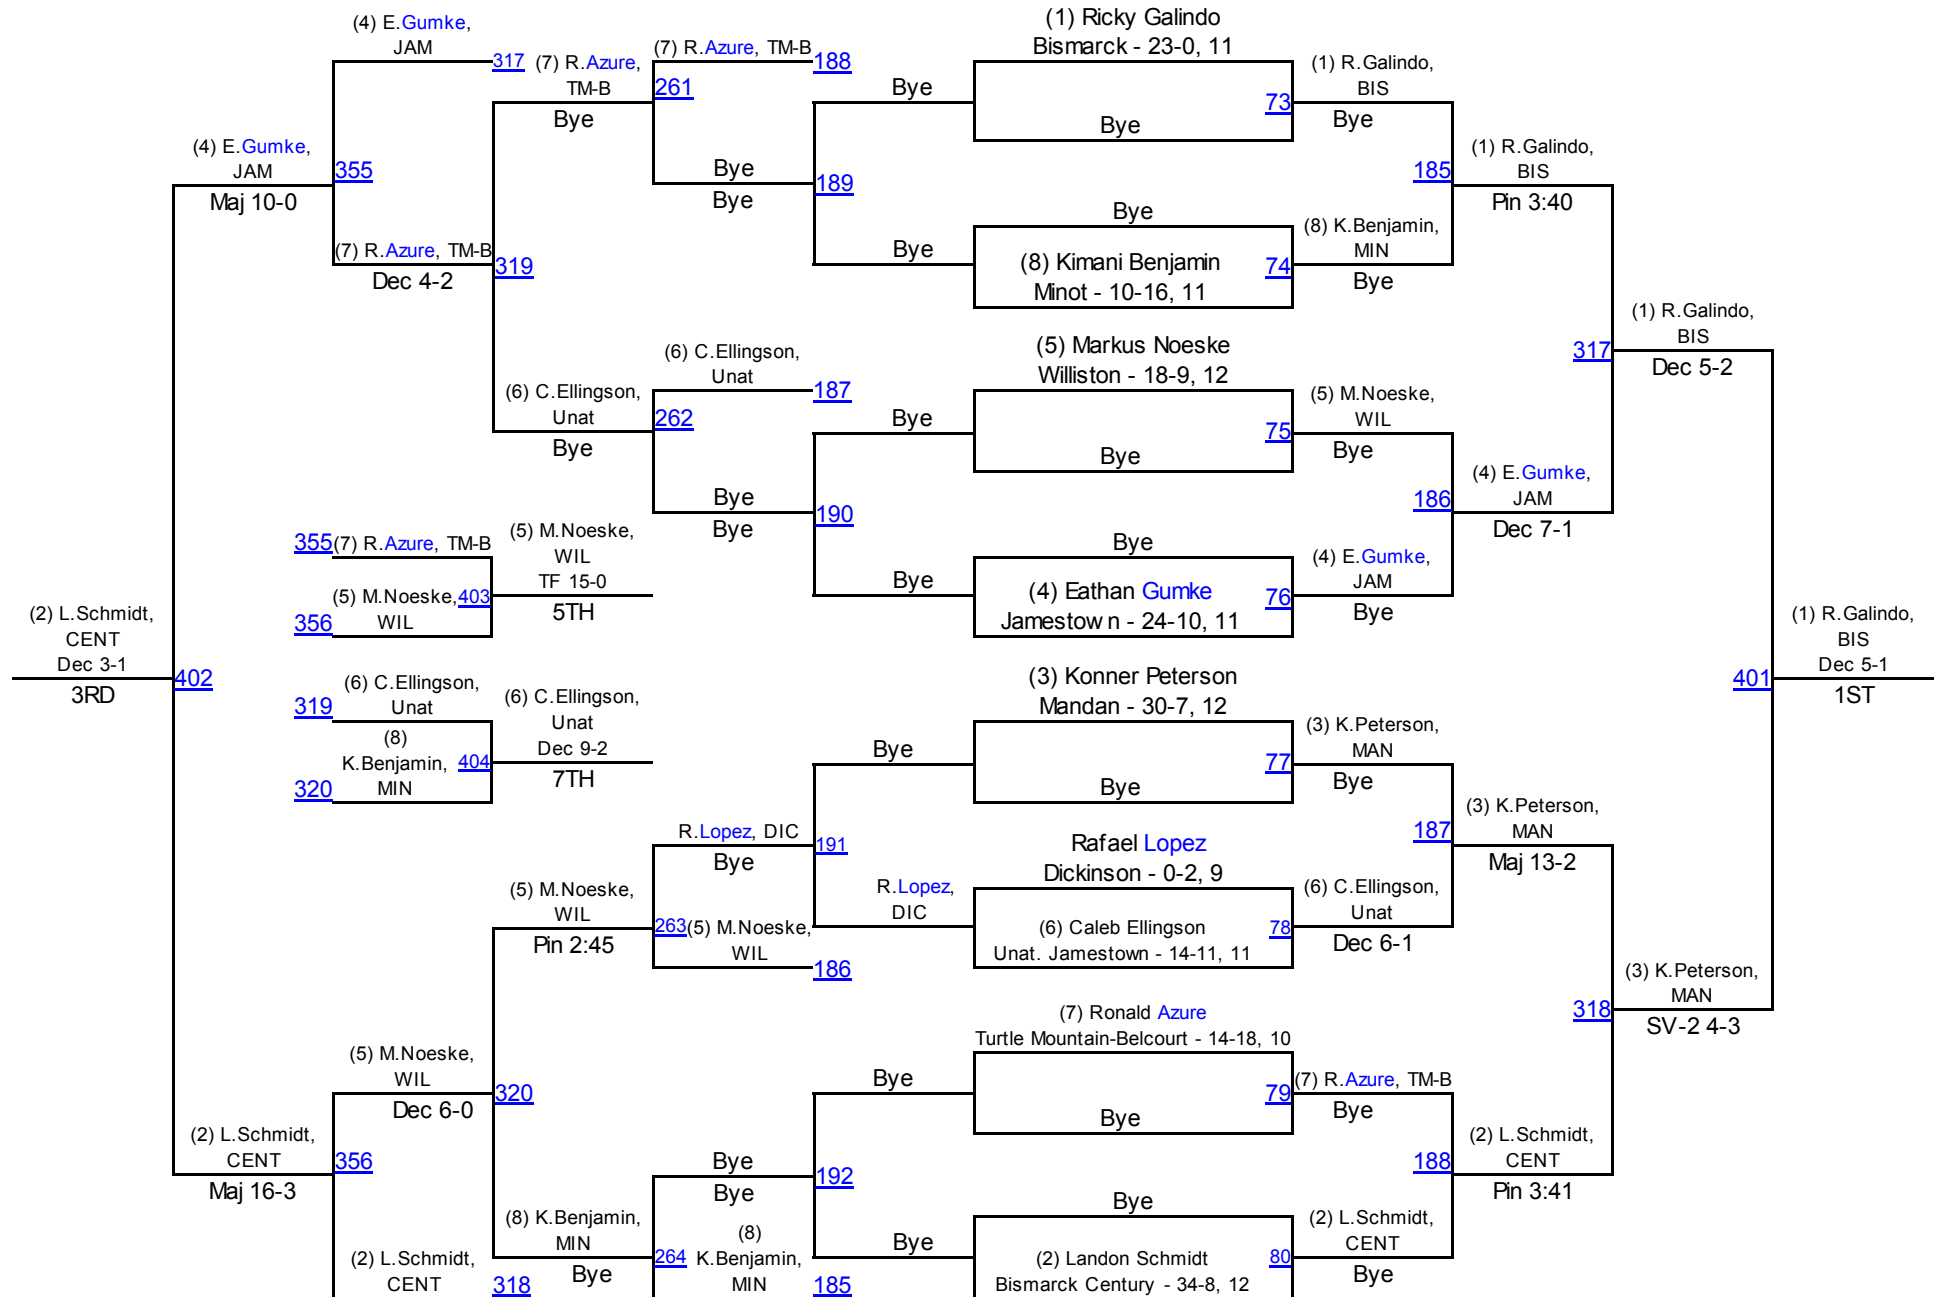 (4) E.Gumke,
JAM
317
(7) R.Azure,
TM-B
Bye
(7) R.Azure, TM-B
188
261
Bye
Bye
189
(4) E.Gumke,
JAM
Maj 10-0
355
(7) R.Azure, TM-B
Dec 4-2
319
(6) C.Ellingson,
Unat
187
(6) C.Ellingson,
Unat
Bye
262
Bye
Bye
190
355
(7) R.Azure, TM-B
(5) M.Noeske,
WIL
TF 15-0
5TH
403
(5) M.Noeske,
WIL
356
(2) L.Schmidt,
CENT
Dec 3-1
3RD
402
319
(6) C.Ellingson,
Unat
(6) C.Ellingson,
Unat
Dec 9-2
7TH
(8)
K.Benjamin,
MIN
404
320
R.Lopez, DIC
Bye
191
(5) M.Noeske,
WIL
Pin 2:45
263
(5) M.Noeske,
WIL
186
(5) M.Noeske,
WIL
Dec 6-0
320
(2) L.Schmidt,
CENT
Maj 16-3
356
Bye
Bye
192
(8) K.Benjamin,
MIN
Bye
264
(8)
K.Benjamin,
MIN
185
(2) L.Schmidt,
CENT
318
(1) Ricky Galindo
Bismarck - 23-0, 11
Bye
Bye
73
(1) R.Galindo,
BIS
Bye
185
(1) R.Galindo,
BIS
Pin 3:40
Bye
Bye
(8) Kimani Benjamin
Minot - 10-16, 11
74
(8) K.Benjamin,
MIN
Bye
(5) Markus Noeske
Williston - 18-9, 12
Bye
Bye
75
(5) M.Noeske,
WIL
Bye
186
(4) E.Gumke,
JAM
Dec 7-1
Bye
Bye
(4) Eathan Gumke
Jamestown - 24-10, 11
76
(4) E.Gumke,
JAM
Bye
317
(1) R.Galindo,
BIS
Dec 5-2
(3) Konner Peterson
Mandan - 30-7, 12
Bye
Bye
77
(3) K.Peterson,
MAN
Bye
187
(3) K.Peterson,
MAN
Maj 13-2
Rafael Lopez
Dickinson - 0-2, 9
R.Lopez,
DIC
(6) Caleb Ellingson
Unat. Jamestown - 14-11, 11
78
(6) C.Ellingson,
Unat
Dec 6-1
(7) Ronald Azure
Turtle Mountain-Belcourt - 14-18, 10
Bye
Bye
79
(7) R.Azure, TM-B
Bye
188
(2) L.Schmidt,
CENT
Pin 3:41
Bye
Bye
(2) Landon Schmidt
Bismarck Century - 34-8, 12
80
(2) L.Schmidt,
CENT
Bye
318
(3) K.Peterson,
MAN
SV-2 4-3
401
(1) R.Galindo,
BIS
Dec 5-1
1ST